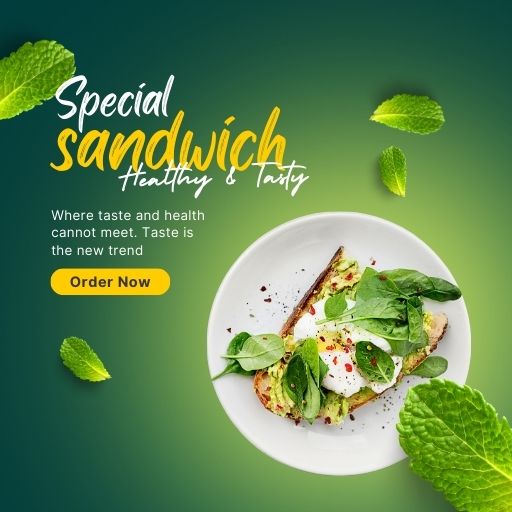 Special
sandwich
Healthy & Tasty
Where taste and health
cannot meet. Taste is
the new trend
Order Now